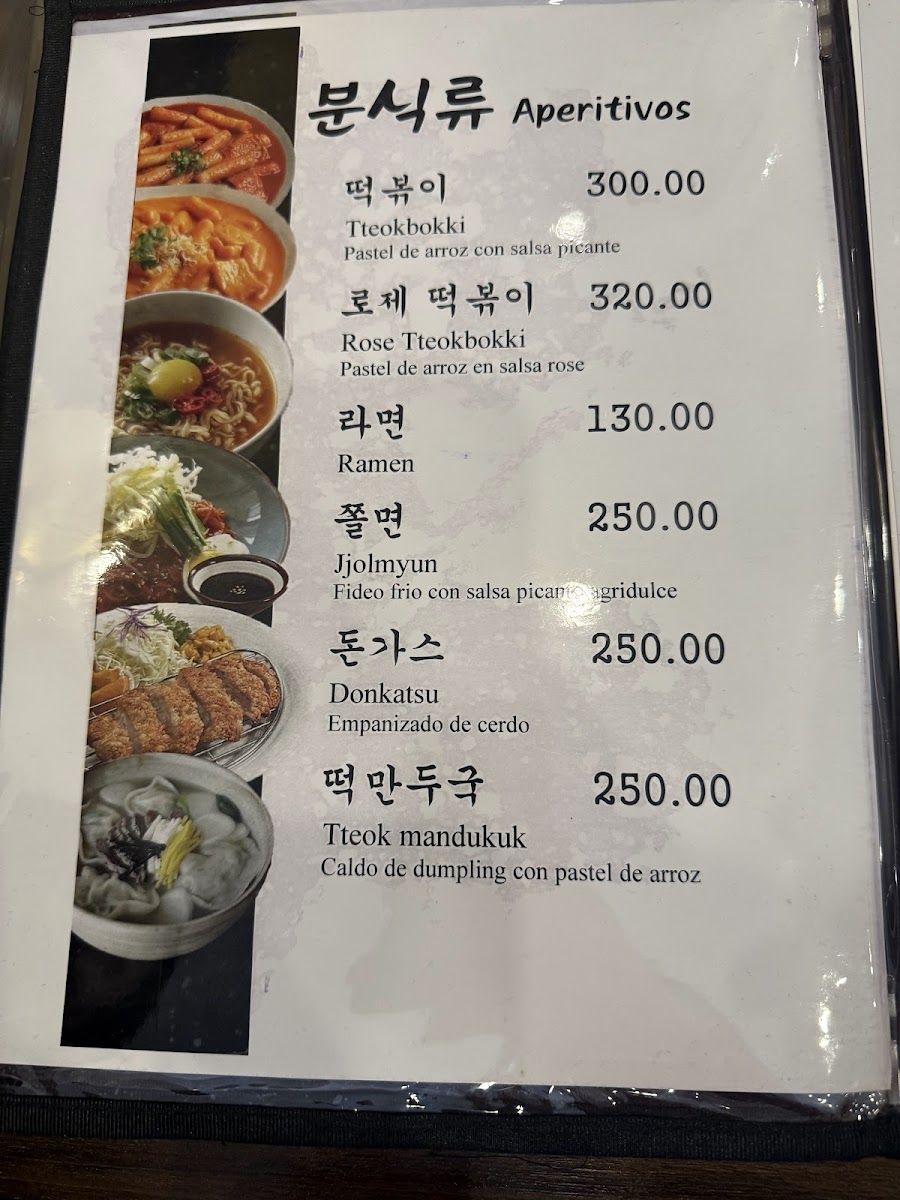 분식류 Aperitivos
떡볶이 300.00
Tteokbokki
Pastel de arroz con salsa picante
로제 떡볶이 320.00
Rose Tteokbokki
Pastel de arroz en salsa rose
라면 130.00
Ramen
쫄면 250.00
Jjolmyun
Fideo frio con salsa picante agridulce
돈가스 250.00
Donkatsu
Empanizado de cerdo
떡만두국 250.00
Tteok mandukuk
Caldo de dumpling con pastel de arroz